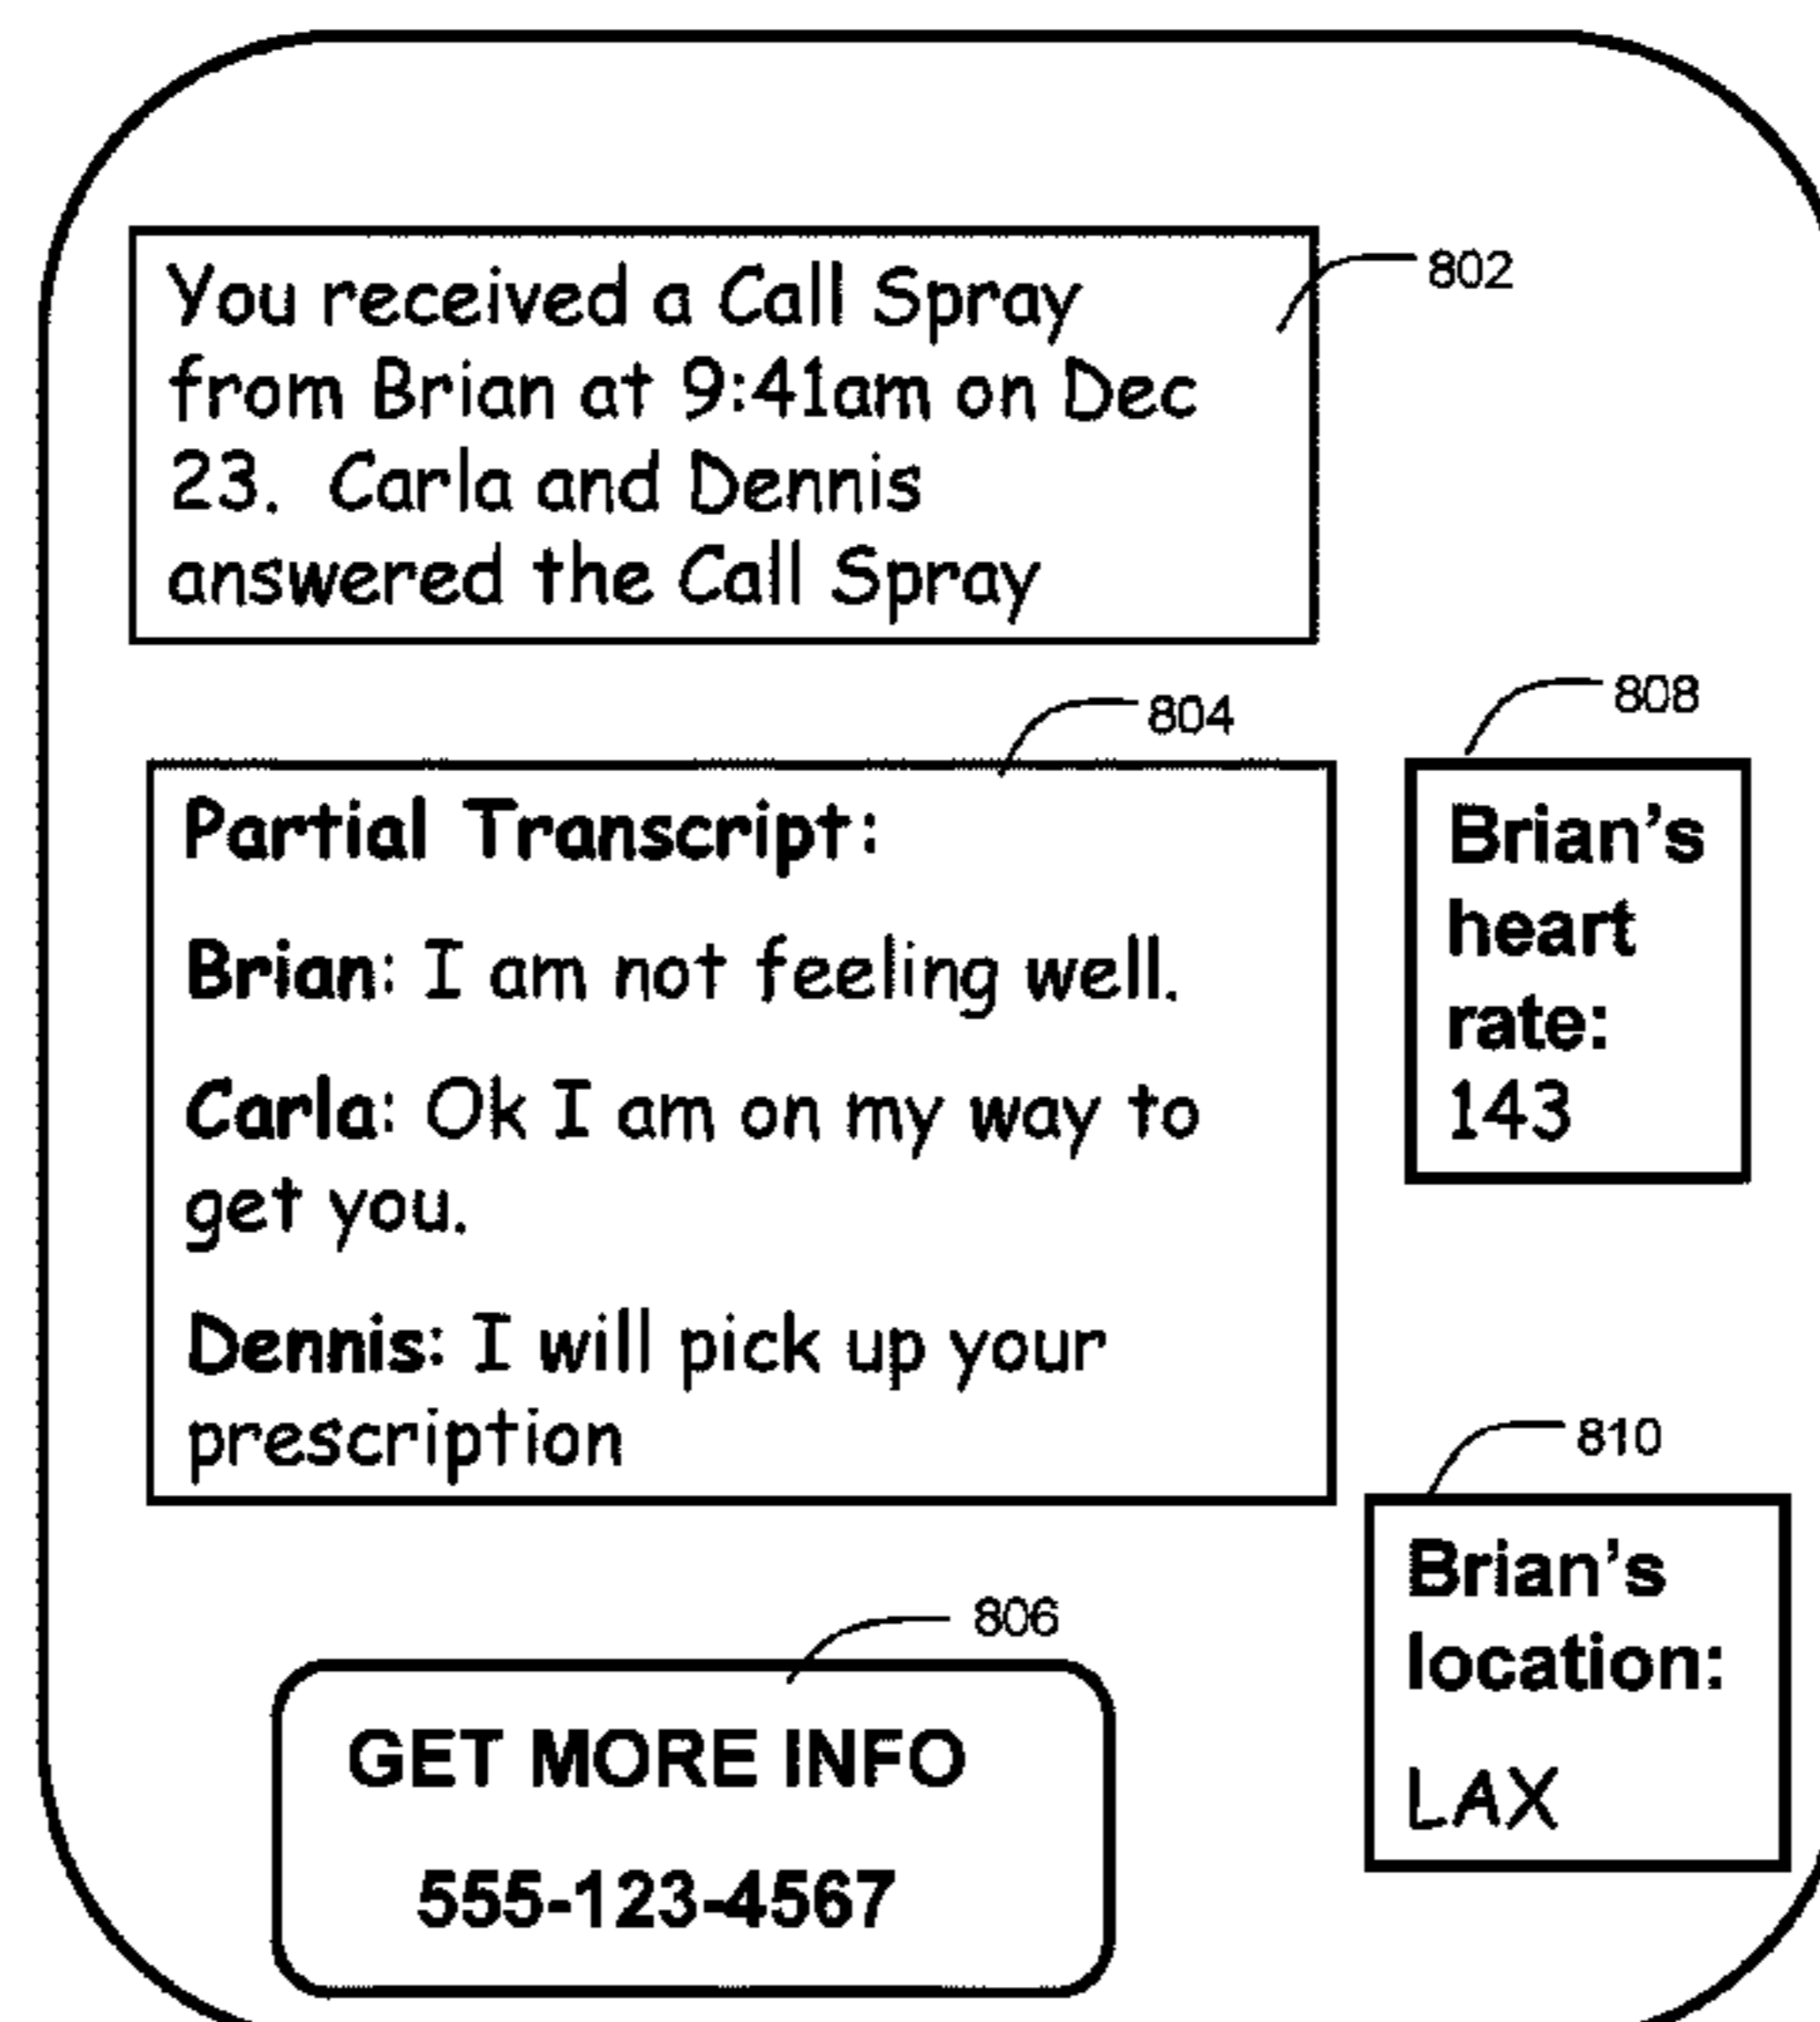 You received a Call Spray
from Brian at 9:41am on Dec
23. Carla and Dennis
answered the Call Spray
802
804
Partial Transcript:
Brian: I am not feeling well.
Carla: Ok I am on my way to
get you.
Dennis: I will pick up your
prescription
808
Brian's
heart
rate:
143
810
Brian's
location:
LAX
806
GET MORE INFO
555-123-4567